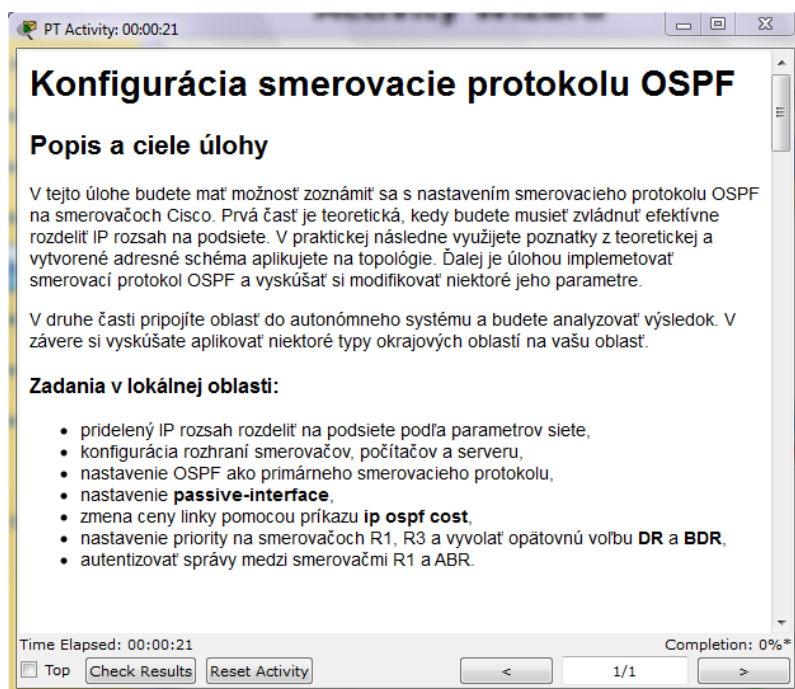 PT Activity: 00:00:21
Konfigurácia smerovacie protokolu OSPF
Popis a ciele úlohy
V tejto úlohe budete mať možnosť zoznámiť sa s nastavením smerovacieho protokolu OSPF
na smerovačoch Cisco. Prvá časť je teoretická, kedy budete musieť zvládnuť efektívne
rozdeliť IP rozsah na podsiete. V praktickej následne využijete poznatky z teoretickej a
vytvorené adresné schéma aplikujete na topológie. Ďalej je úlohou implemetovať
smerovací protokol OSPF a vyskúšať si modifikovať niektoré jeho parametre.
V druhe časti pripojíte oblasť do autonómneho systému a budete analyzovať výsledok. V
závere si vyskúšate aplikovať niektoré typy okrajových oblastí na vašu oblasť.
Zadania v lokálnej oblasti:
• pridelený IP rozsah rozdeliť na podsiete podľa parametrov siete,
• konfigurácia rozhraní smerovačov, počítačov a serveru,
• nastavenie OSPF ako primárneho smerovacieho protokolu,
• nastavenie passive-interface,
• zmena ceny linky pomocou príkazu ip ospf cost,
• nastavenie priority na smerovačoch R1, R3 a vyvolať opätovnú voľbu DR a BDR,
• autentizovať správy medzi smerovačmi R1 a ABR.
Time Elapsed: 00:00:21 Completion: 0%*
Top Check Results Reset Activity < 1/1 >